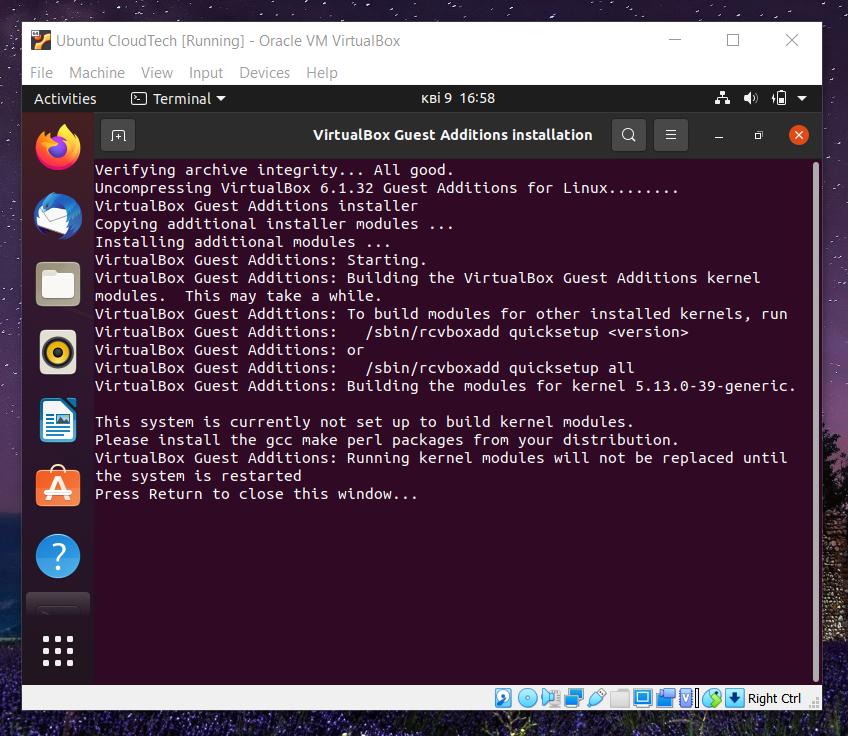 Ubuntu CloudTech [Running] - Oracle VM VirtualBox
File Machine View Input Devices Help
Activities Terminal кві 9 16:58
VirtualBox Guest Additions installation
Verifying archive integrity... All good.
Uncompressing VirtualBox 6.1.32 Guest Additions for Linux........
VirtualBox Guest Additions installer
Copying additional installer modules ...
Installing additional modules ...
VirtualBox Guest Additions: Starting.
VirtualBox Guest Additions: Building the VirtualBox Guest Additions kernel
modules.  This may take a while.
VirtualBox Guest Additions: To build modules for other installed kernels, run
VirtualBox Guest Additions:   /sbin/rcvboxadd quicksetup <version>
VirtualBox Guest Additions: or
VirtualBox Guest Additions:   /sbin/rcvboxadd quicksetup all
VirtualBox Guest Additions: Building the modules for kernel 5.13.0-39-generic.
This system is currently not set up to build kernel modules.
Please install the gcc make perl packages from your distribution.
VirtualBox Guest Additions: Running kernel modules will not be replaced until
the system is restarted
Press Return to close this window...
Right Ctrl